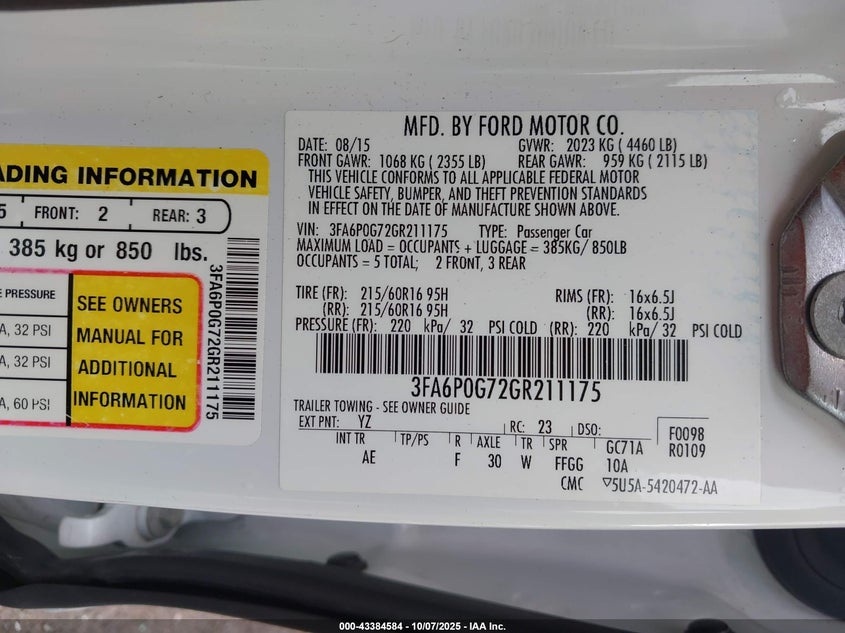 ADING INFORMATION
5 FRONT: 2 REAR: 3
385 kg or 850 lbs.
E PRESSURE
A, 32 PSI
A, 32 PSI
A, 60 PSI
SEE OWNERS
MANUAL FOR
ADDITIONAL
INFORMATION
3FA6P0G72GR211175
MFD. BY FORD MOTOR CO.
DATE: 08/15 GVWR: 2023 KG ( 4460 LB)
FRONT GAWR: 1068 KG ( 2355 LB) REAR GAWR: 959 KG ( 2115 LB)
THIS VEHICLE CONFORMS TO ALL APPLICABLE FEDERAL MOTOR
VEHICLE SAFETY, BUMPER, AND THEFT PREVENTION STANDARDS
IN EFFECT ON THE DATE OF MANUFACTURE SHOWN ABOVE.
VIN: 3FA6P0G72GR211175 TYPE: Passenger Car
MAXIMUM LOAD = OCCUPANTS + LUGGAGE = 385KG/ 850LB
OCCUPANTS = 5 TOTAL; 2 FRONT, 3 REAR
TIRE (FR): 215/60R16 95H RIMS (FR): 16x6.5J
(RR): 215/60R16 95H (RR): 16x6.5J
PRESSURE (FR): 220 kPa/ 32 PSI COLD (RR): 220 kPa/ 32 PSI COLD
3FA6P0G72GR211175
TRAILER TOWING - SEE OWNER GUIDE
EXT PNT: YZ RC: 23 DSO: F0098
INT TR TP/PS R AXLE TR SPR GC71A R0109
AE F 30 W FFGG 10A
CMC ▽5U5A-5420472-AA
000-43384584 - 10/07/2025 - IAA Inc.